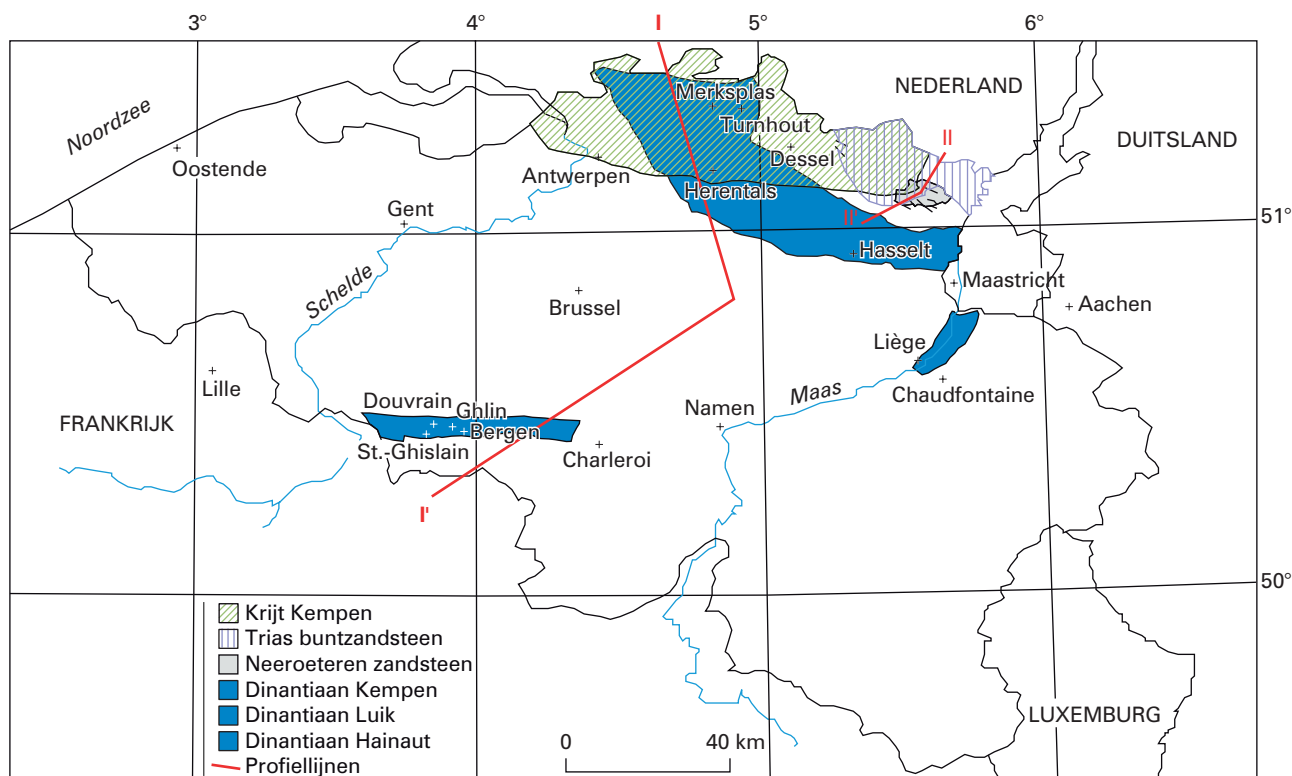 3°
4°
I
5°
6°
NEDERLAND
Merksplas
Noordzee
Turnhout
II
DUITSLAND
Oostende
Dessel
Antwerpen
Herentals
Gent
II'
51°
Hasselt
Schelde
Maastricht
Brussel
Aachen
Liège
Lille
Maas
Chaudfontaine
Douvrain
Namen
Ghlin
FRANKRIJK
Bergen
St.-Ghislain
Charleroi
I'
50°
Krijt Kempen
Trias buntzandsteen
Neeroeteren zandsteen
Dinantiaan Kempen
Dinantiaan Luik
Dinantiaan Hainaut
Profiellijnen
0 40 km
LUXEMBURG